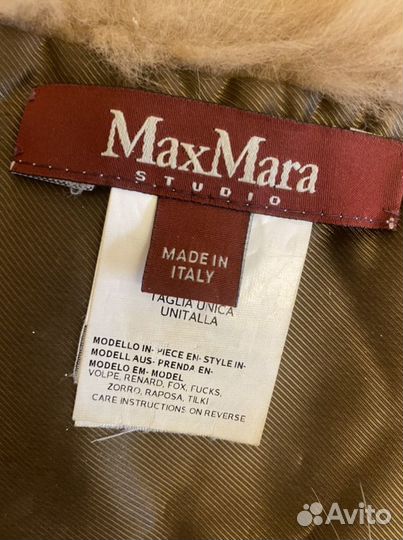 MaxMara
STUDIO
MADE IN
ITALY
TAGLIA UNICA
UNITALLA
MODELLO IN- PIECE EN- STYLE IN-
MODELL AUS- PRENDA EN-
MODELO EM- MODEL
VOLPE, RENARD, FOX, FUCKS,
ZORRO, RAPOSA, TILKI
CARE INSTRUCTIONS ON REVERSE
Avito